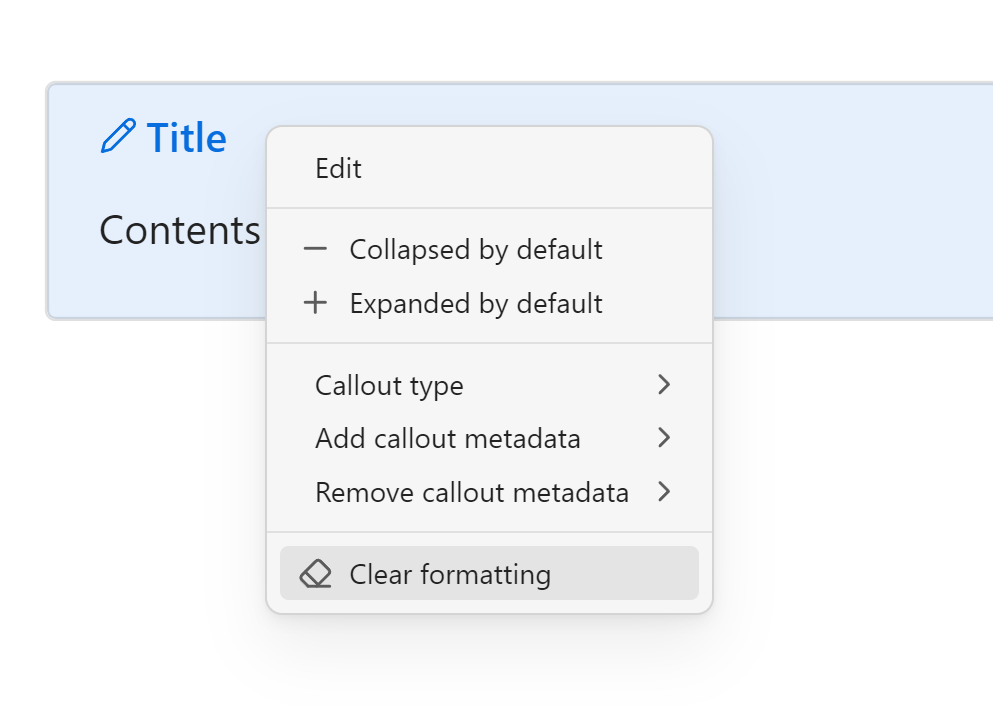 Title
Contents
Edit
Collapsed by default
Expanded by default
Callout type
Add callout metadata
Remove callout metadata
Clear formatting